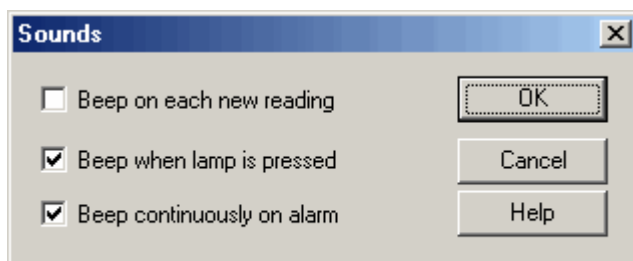 Sounds
Beep on each new reading
OK
Beep when lamp is pressed
Cancel
Beep continuously on alarm
Help